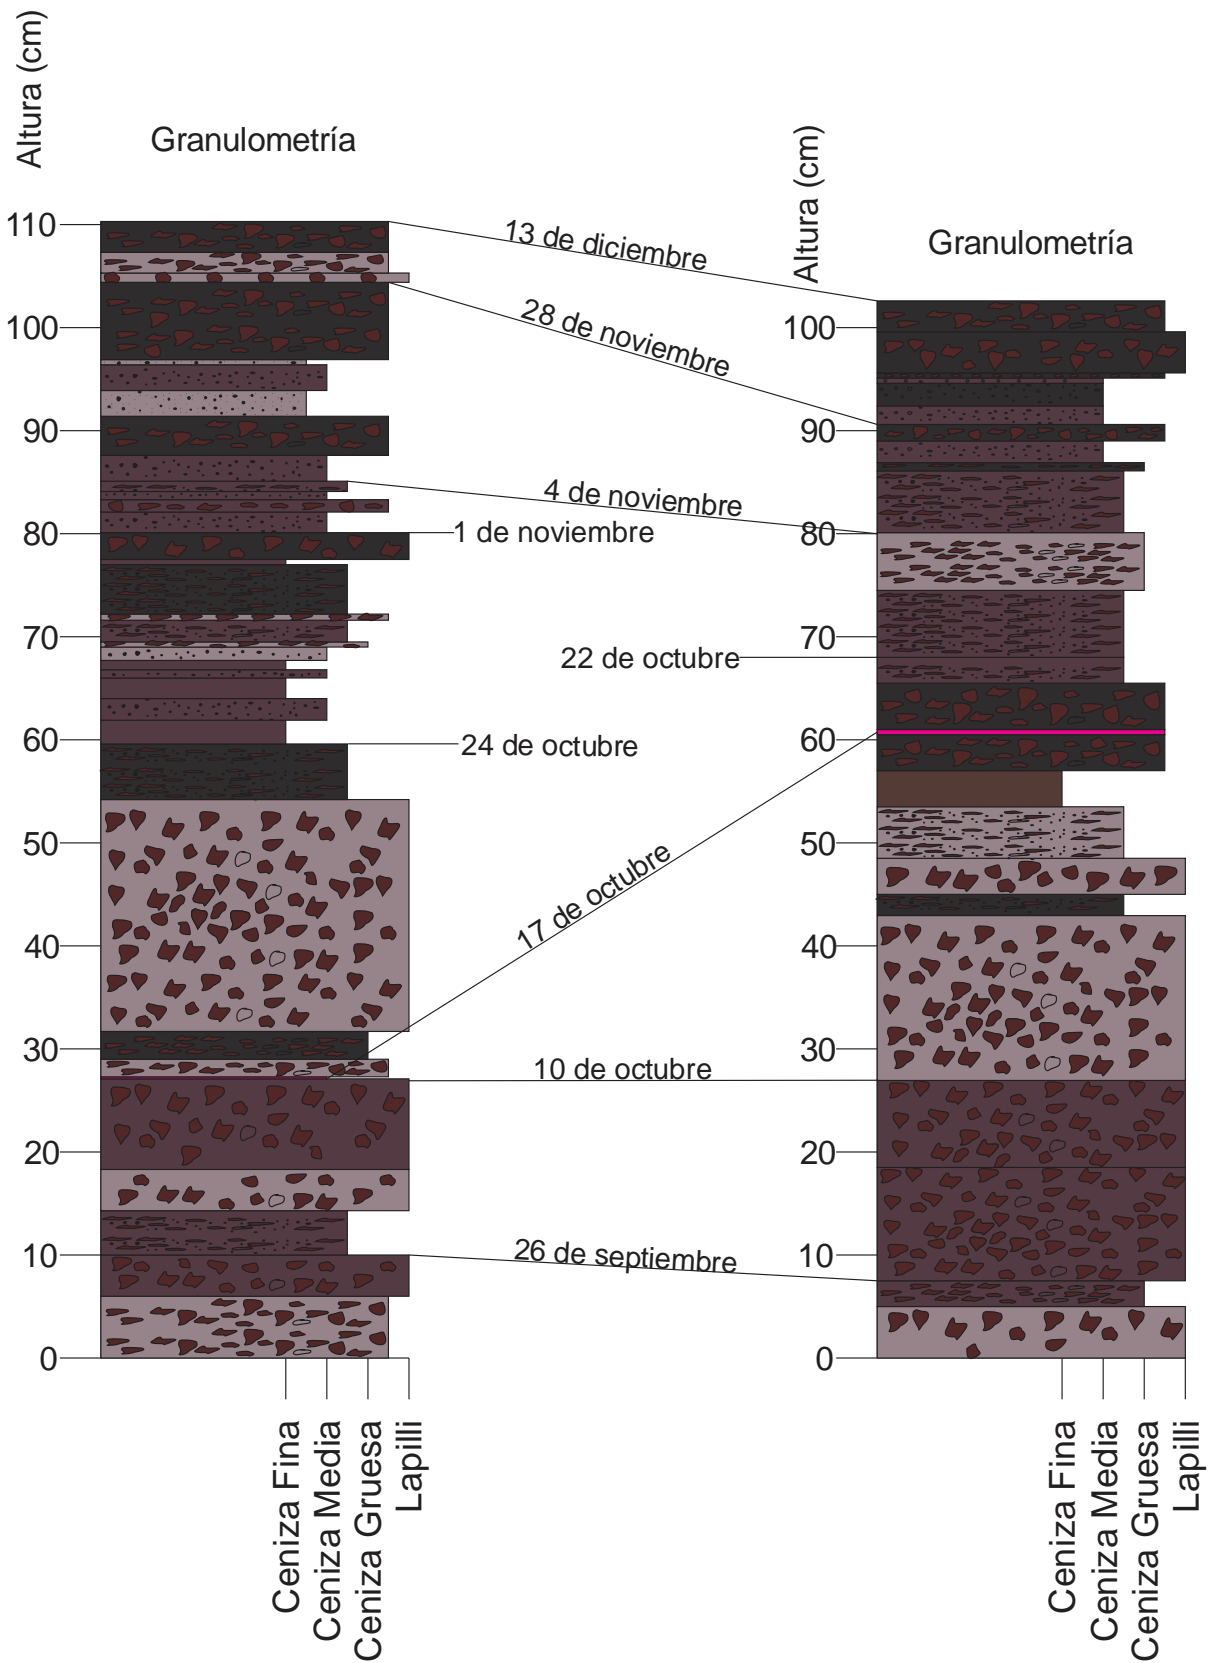 Altura (cm)
Granulometría
110
100
90
80
70
60
50
40
30
20
10
0
Ceniza Fina
Ceniza Media
Ceniza Gruesa
Lapilli
13 de diciembre
28 de noviembre
4 de noviembre
1 de noviembre
22 de octubre
24 de octubre
17 de octubre
10 de octubre
26 de septiembre
Altura (cm)
Granulometría
100
90
80
70
60
50
40
30
20
10
0
Ceniza Fina
Ceniza Media
Ceniza Gruesa
Lapilli